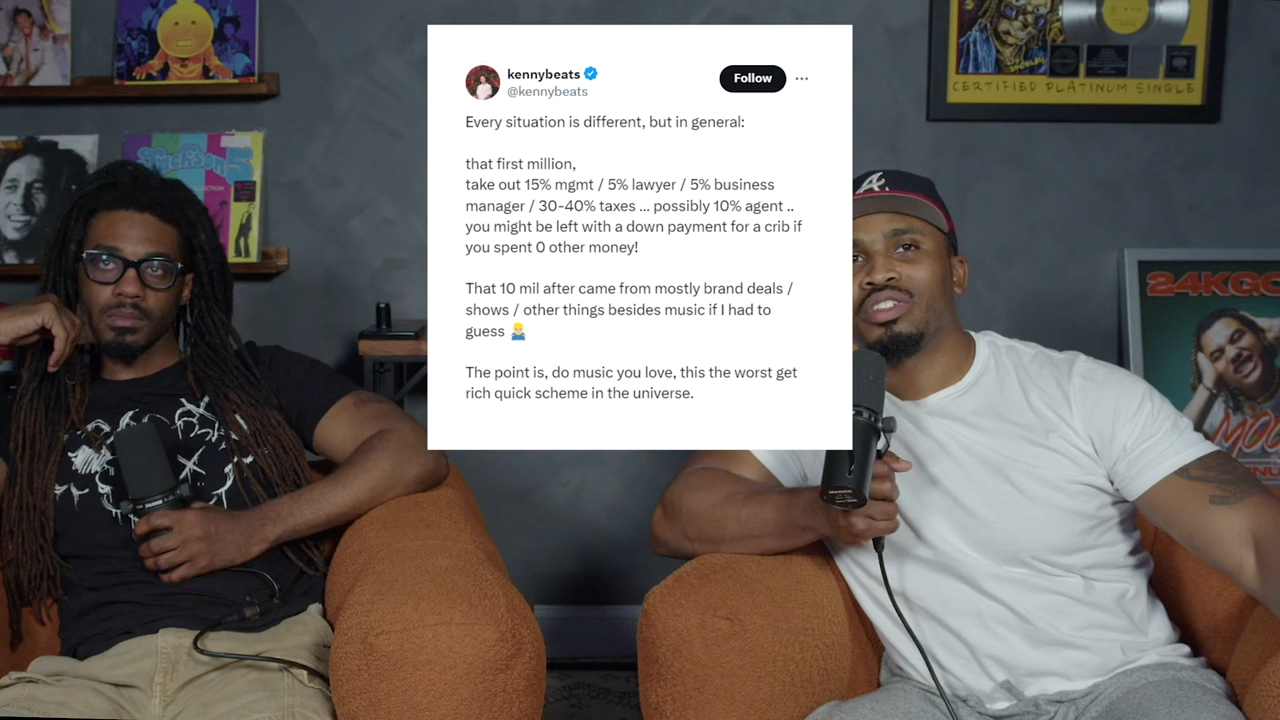 kennybeats
@kennybeats
Follow
Every situation is different, but in general:
that first million,
take out 15% mgmt / 5% lawyer / 5% business
manager / 30-40% taxes ... possibly 10% agent ..
you might be left with a down payment for a crib if
you spent 0 other money!
That 10 mil after came from mostly brand deals /
shows / other things besides music if I had to
guess 🤷🏼‍♂️
The point is, do music you love, this the worst get
rich quick scheme in the universe.
CERTIFIED PLATINUM SINGLE
Jackson 5
A
24KGO
MOO